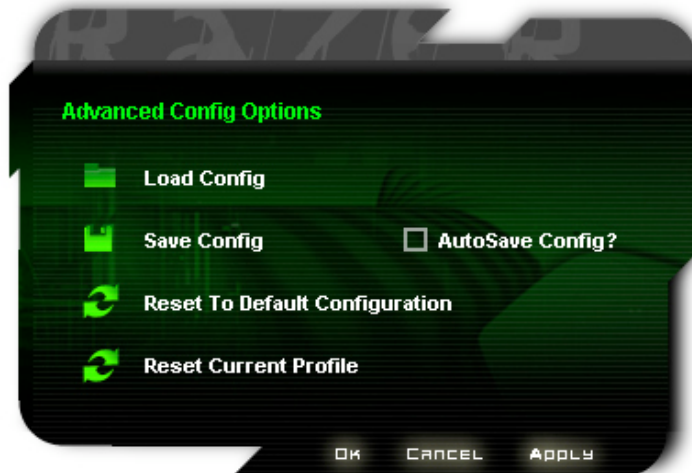 RAZER
Advanced Config Options
Load Config
Save Config
AutoSave Config?
Reset To Default Configuration
Reset Current Profile
Ok Cancel Apply